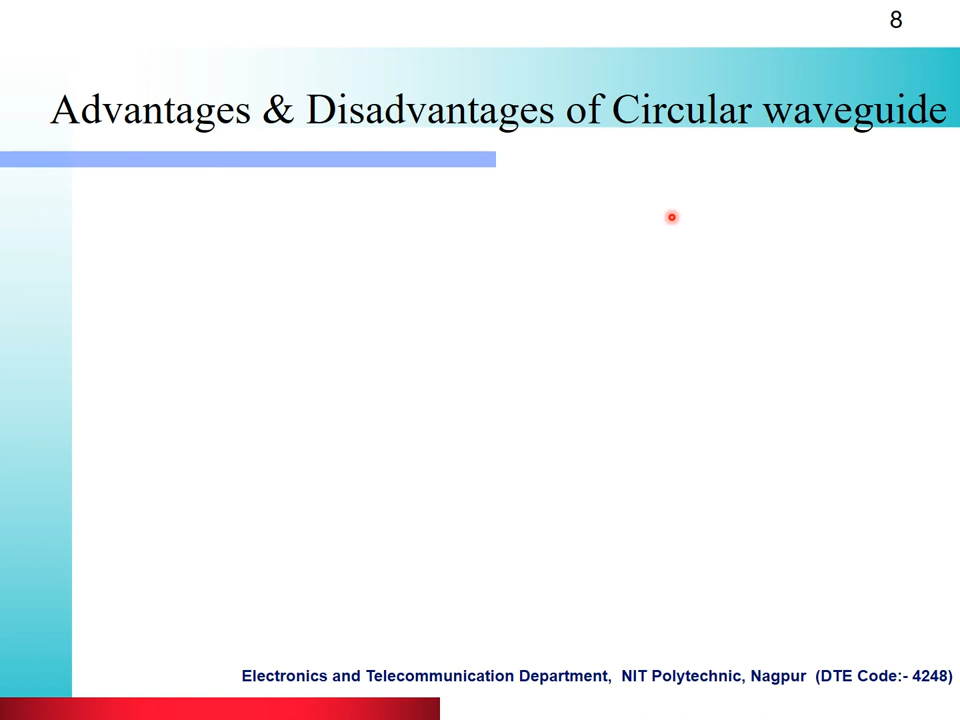 8
Advantages & Disadvantages of Circular waveguide
Electronics and Telecommunication Department, NIT Polytechnic, Nagpur (DTE Code:- 4248)